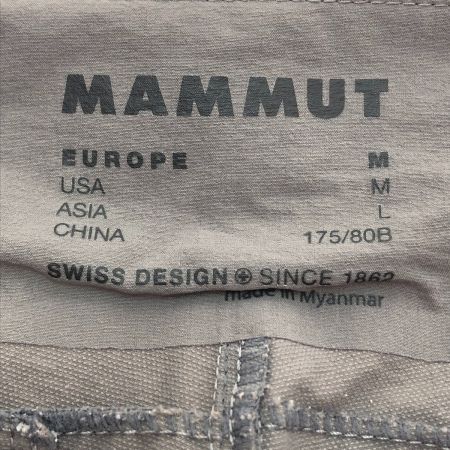 MAMMUT
EUROPE M
USA M
ASIA L
CHINA 175/80B
SWISS DESIGN ⊕ SINCE 1862
made in Myanmar